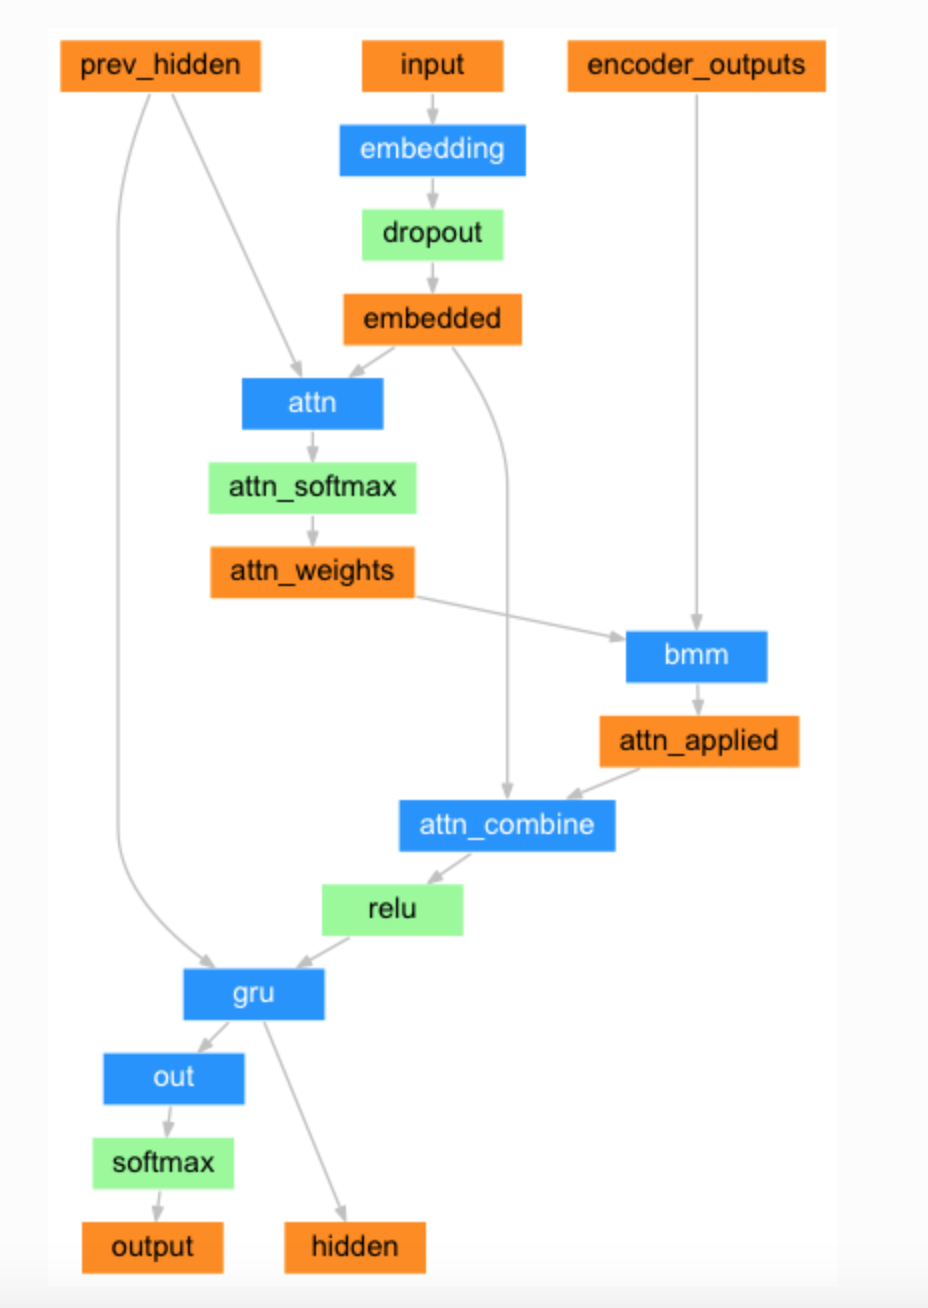 prev_hidden
input
encoder_outputs
embedding
dropout
embedded
attn
attn_softmax
attn_weights
bmm
attn_applied
attn_combine
relu
gru
out
softmax
output
hidden